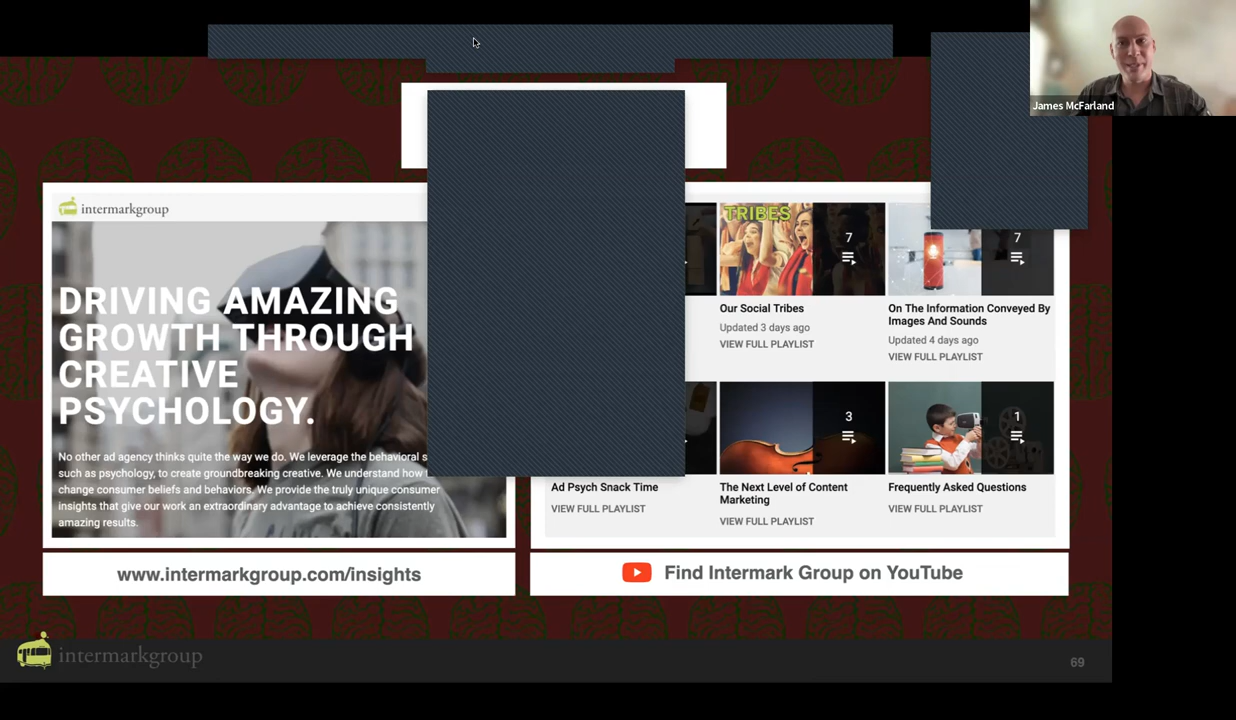 James McFarland
intermarkgroup
DRIVING AMAZING
GROWTH THROUGH
CREATIVE
PSYCHOLOGY.
No other ad agency thinks quite the way we do. We leverage the behavioral
such as psychology, to create groundbreaking creative. We understand how
change consumer beliefs and behaviors. We provide the truly unique consumer
insights that give our work an extraordinary advantage to achieve consistently
amazing results.
www.intermarkgroup.com/insights
TRIBES
7
7
Our Social Tribes
Updated 3 days ago
VIEW FULL PLAYLIST
On The Information Conveyed By
Images And Sounds
Updated 4 days ago
VIEW FULL PLAYLIST
3
1
Ad Psych Snack Time
VIEW FULL PLAYLIST
The Next Level of Content
Marketing
VIEW FULL PLAYLIST
Frequently Asked Questions
VIEW FULL PLAYLIST
Find Intermark Group on YouTube
intermarkgroup
69